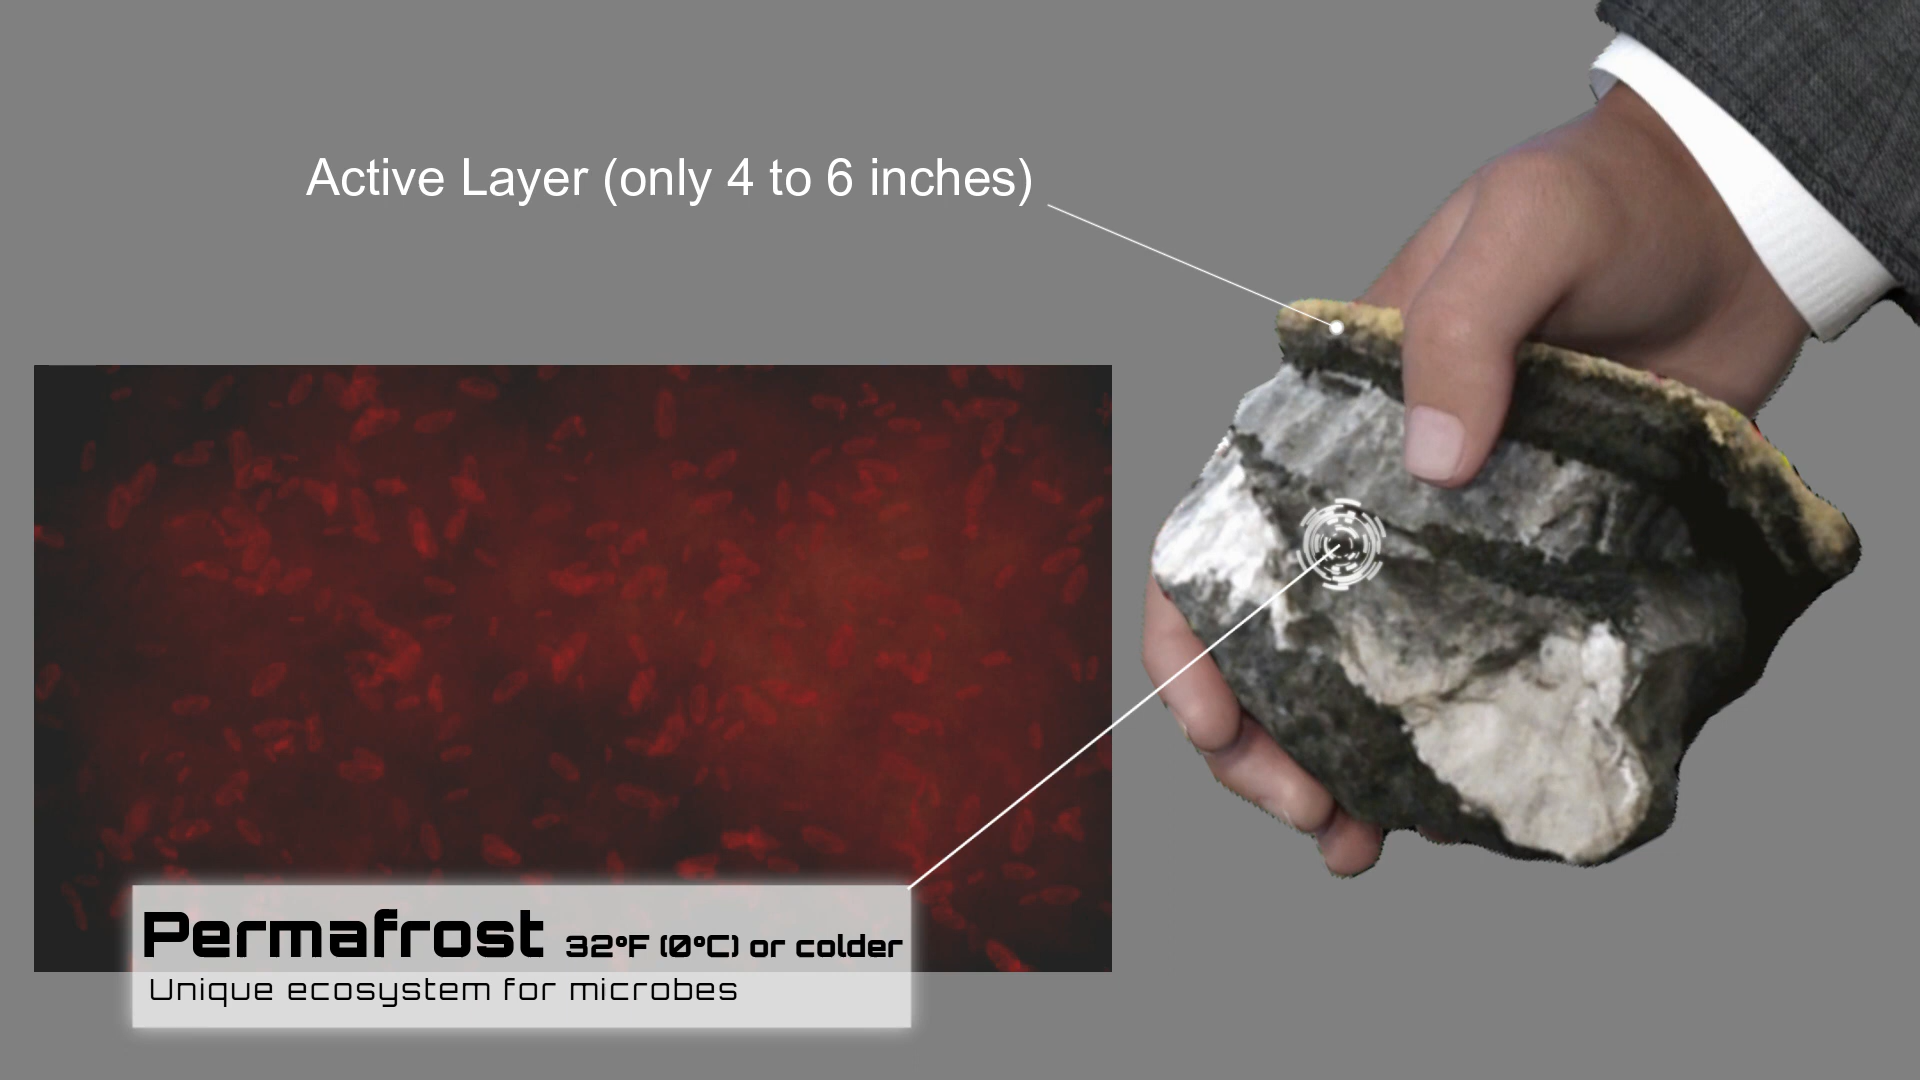 Active Layer (only 4 to 6 inches)
Permafrost 32°F (0°C) or colder
Unique ecosystem for microbes